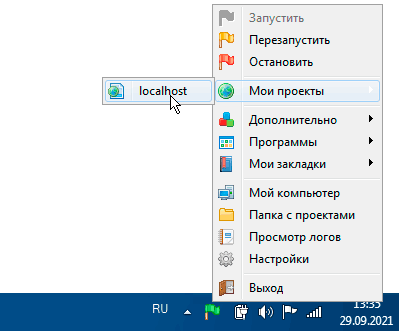 Запустить
Перезапустить
Остановить
localhost
Мои проекты
Дополнительно
Программы
Мои закладки
Мой компьютер
Папка с проектами
Просмотр логов
Настройки
Выход
RU
13:35
29.09.2021